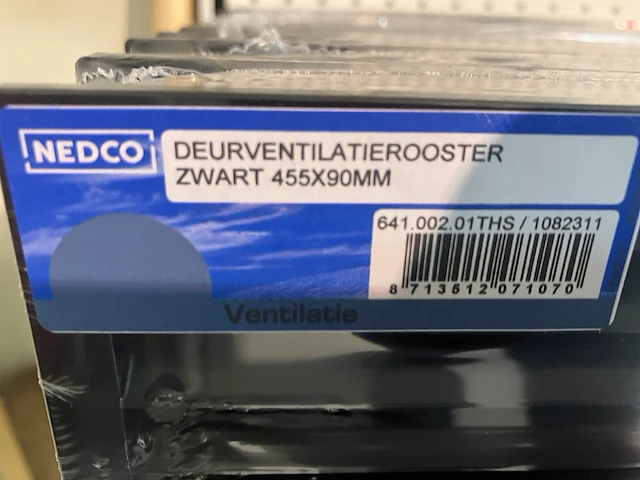 NEDCO
DEURVENTILATIEROOSTER
ZWART 455X90MM
641.002.01THS / 1082311
8 713512 071070
Ventilatie